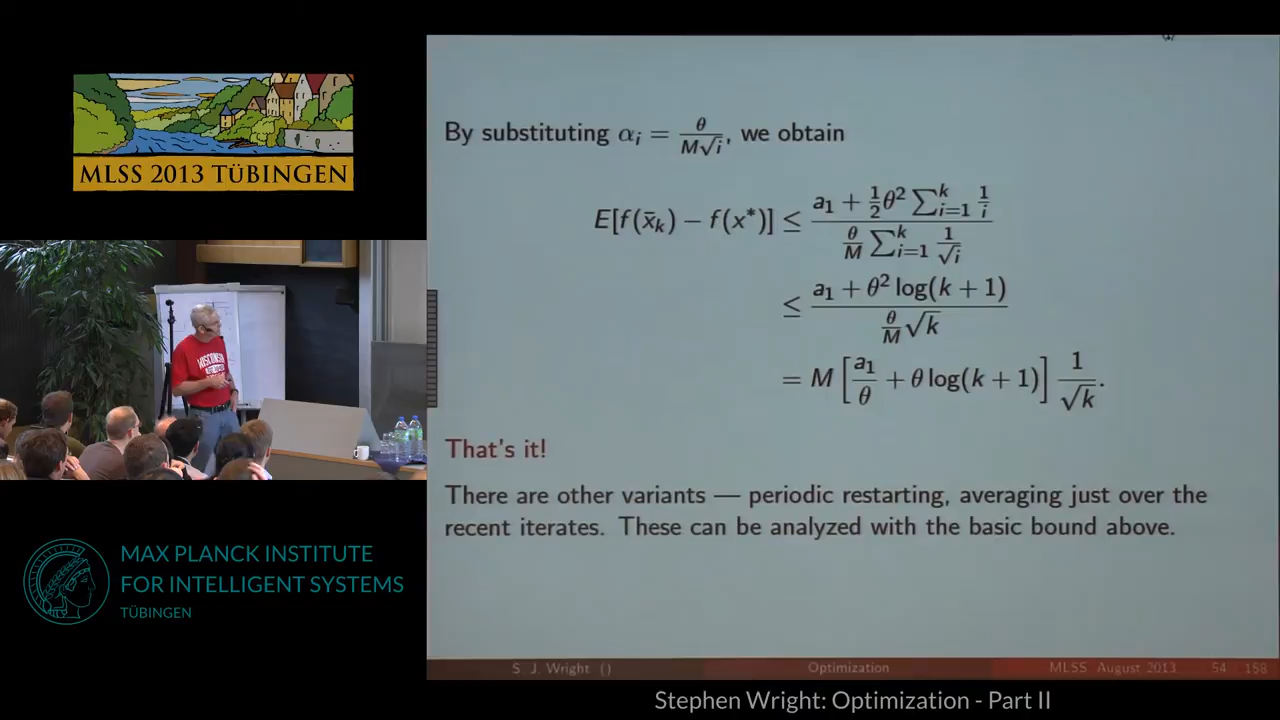 MLSS 2013 TÜBINGEN
WISCONSIN
MAX PLANCK INSTITUTE
FOR INTELLIGENT SYSTEMS
TÜBINGEN
By substituting αᵢ = θ/(M√i), we obtain
E[f(x̄ₖ) − f(x*)] ≤ (a₁ + ½θ² ∑ᵢ₌₁ᵏ 1/i) / (θ/M ∑ᵢ₌₁ᵏ 1/√i)
≤ (a₁ + θ² log(k + 1)) / (θ/M √k)
= M [a₁/θ + θ log(k + 1)] 1/√k.
That's it!
There are other variants — periodic restarting, averaging just over the
recent iterates. These can be analyzed with the basic bound above.
S. J. Wright () Optimization MLSS August 2013 54 / 158
Stephen Wright: Optimization - Part II